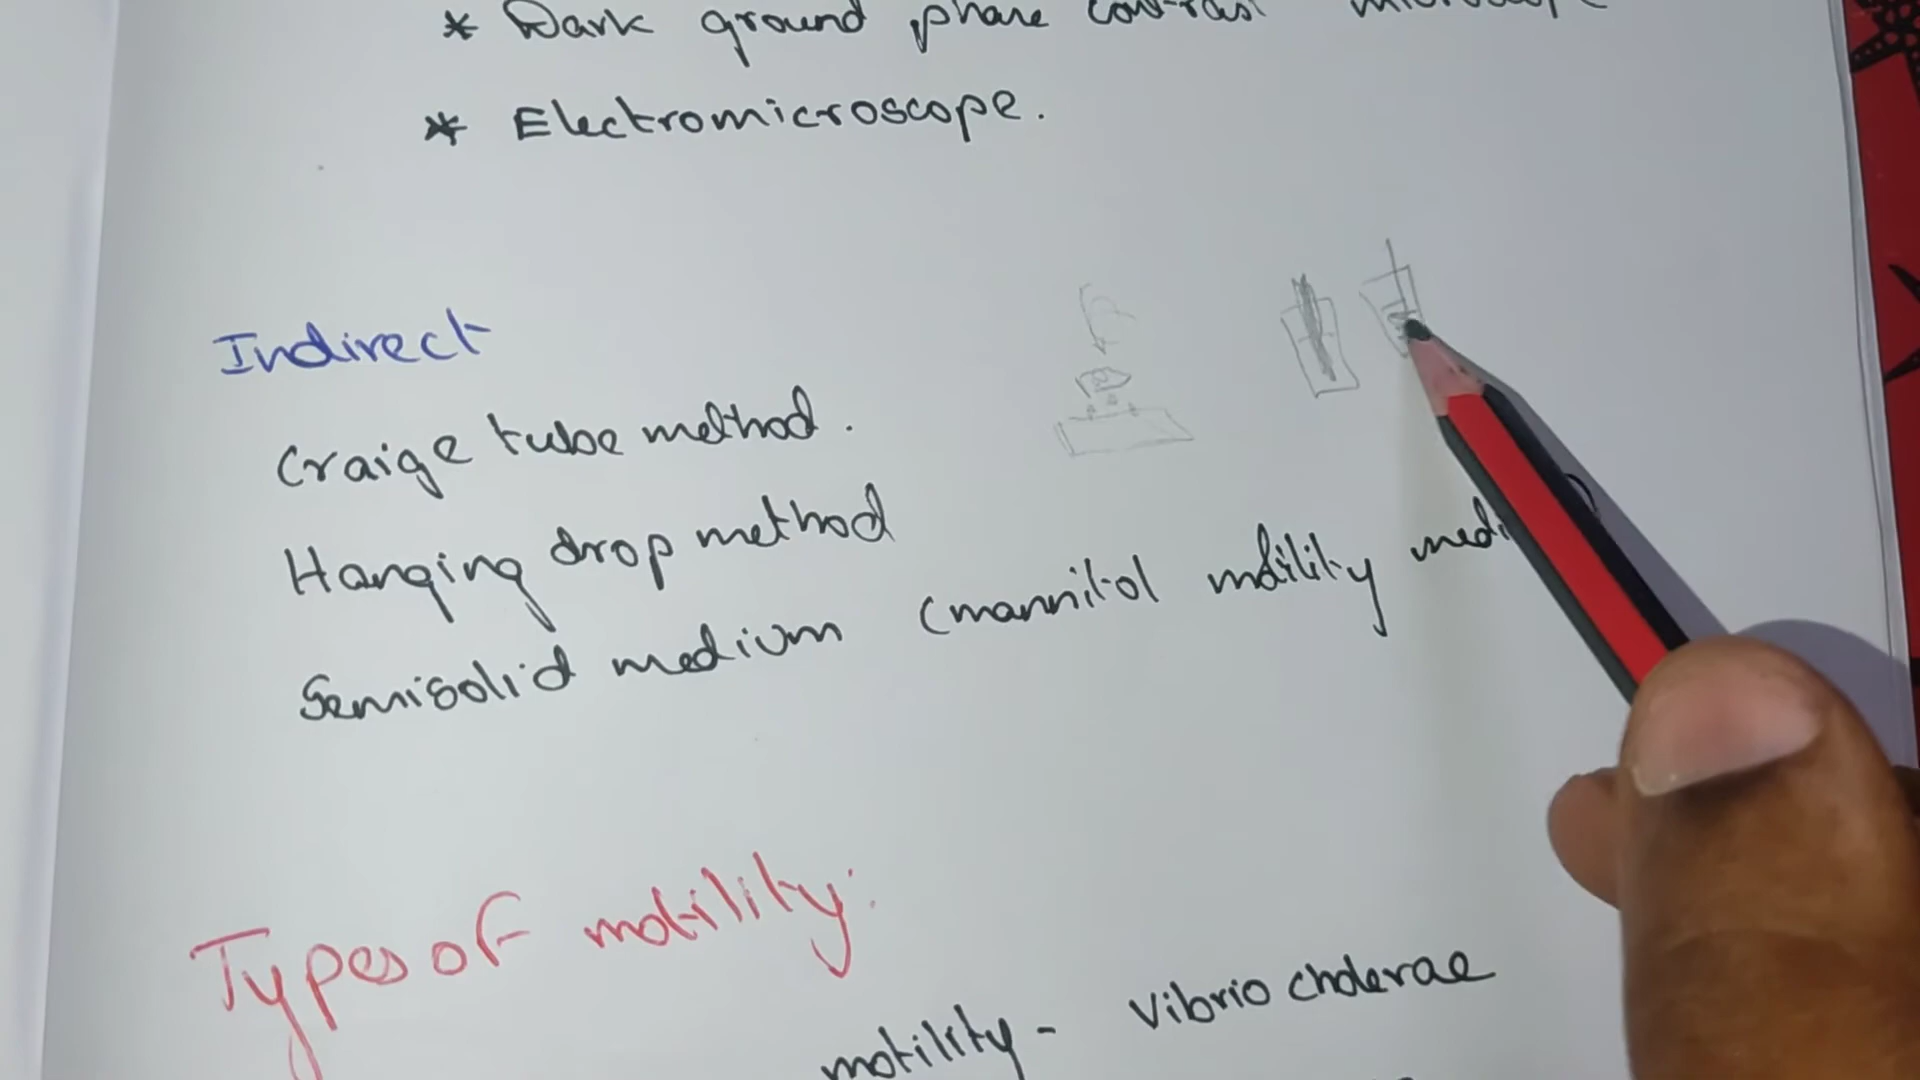 * Dark ground phase contrast
* Electromicroscope.
Indirect
Craige tube method.
Hanging drop method
Semisolid medium (mannitol motility
Types of motility:
motility - Vibrio cholerae